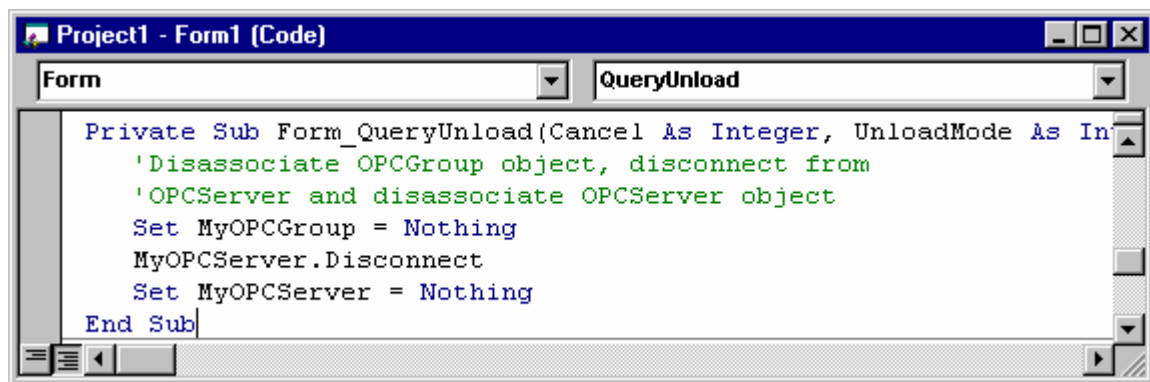 Project1 - Form1 (Code)
Form
QueryUnload
Private Sub Form_QueryUnload(Cancel As Integer, UnloadMode As In
'Disassociate OPCGroup object, disconnect from
'OPCServer and disassociate OPCServer object
Set MyOPCGroup = Nothing
MyOPCServer.Disconnect
Set MyOPCServer = Nothing
End Sub